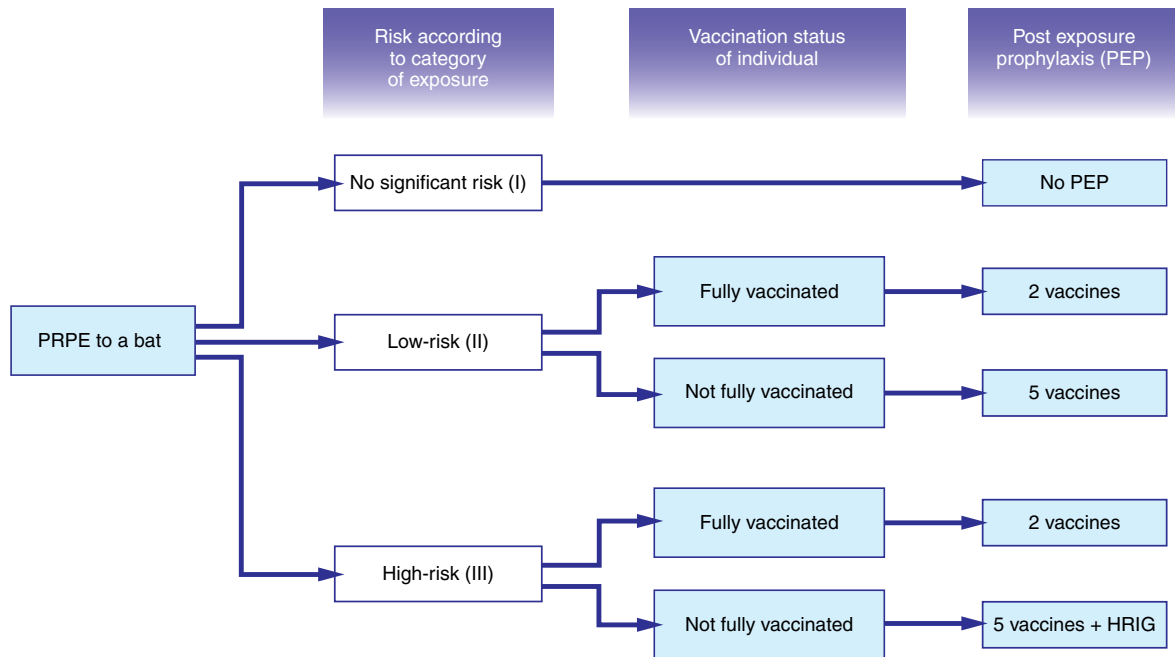 Risk according
to category
of exposure
Vaccination status
of individual
Post exposure
prophylaxis (PEP)
No significant risk (I)
No PEP
PRPE to a bat
Low-risk (II)
Fully vaccinated
2 vaccines
Not fully vaccinated
5 vaccines
High-risk (III)
Fully vaccinated
2 vaccines
Not fully vaccinated
5 vaccines + HRIG